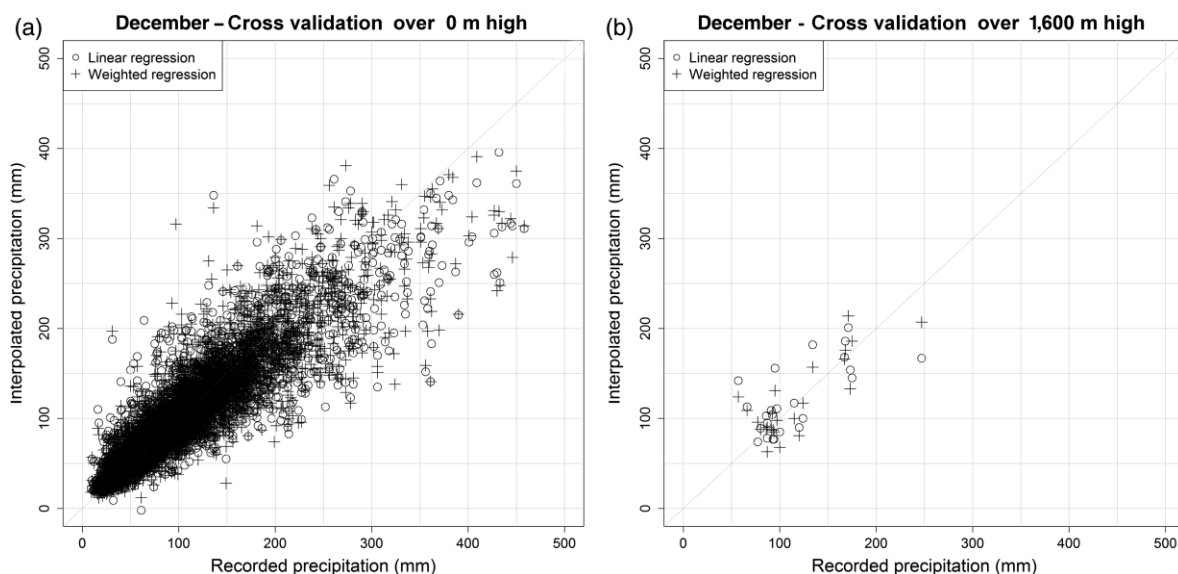 (a)
December – Cross validation over 0 m high
○ Linear regression
+ Weighted regression
500
400
300
200
100
0
Interpolated precipitation (mm)
0 100 200 300 400 500
Recorded precipitation (mm)
(b)
December - Cross validation over 1,600 m high
○ Linear regression
+ Weighted regression
500
400
300
200
100
0
Interpolated precipitation (mm)
0 100 200 300 400 500
Recorded precipitation (mm)